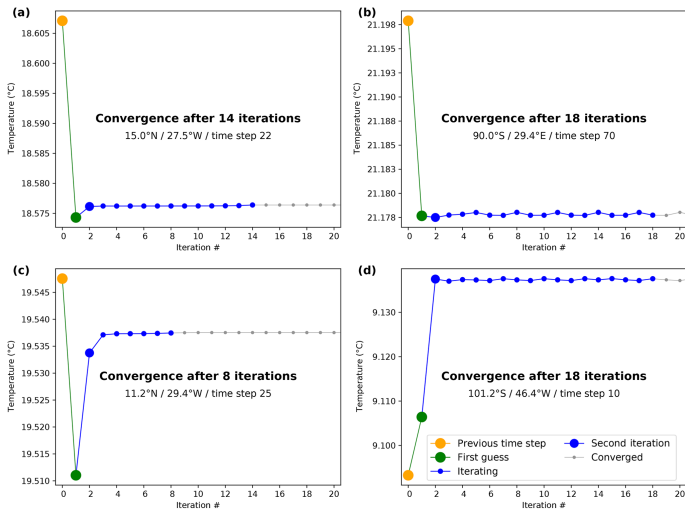 (a)
18.605
18.600
18.595
18.590
18.585
18.580
18.575
Temperature (°C)
Convergence after 14 iterations
15.0°N / 27.5°W / time step 22
0 2 4 6 8 10 12 14 16 18 20
Iteration #
(b)
21.198
21.193
21.188
21.183
21.178
Temperature (°C)
Convergence after 18 iterations
90.0°S / 29.4°E / time step 70
0 2 4 6 8 10 12 14 16 18 20
Iteration #
(c)
19.545
19.540
19.535
19.530
19.525
19.520
19.515
19.510
Temperature (°C)
Convergence after 8 iterations
11.2°N / 29.4°W / time step 25
0 2 4 6 8 10 12 14 16 18 20
Iteration #
(d)
9.130
9.120
9.110
9.100
Temperature (°C)
Convergence after 18 iterations
101.2°S / 46.4°W / time step 10
Previous time step
First guess
Iterating
Second iteration
Converged
0 2 4 6 8 10 12 14 16 18 20
Iteration #